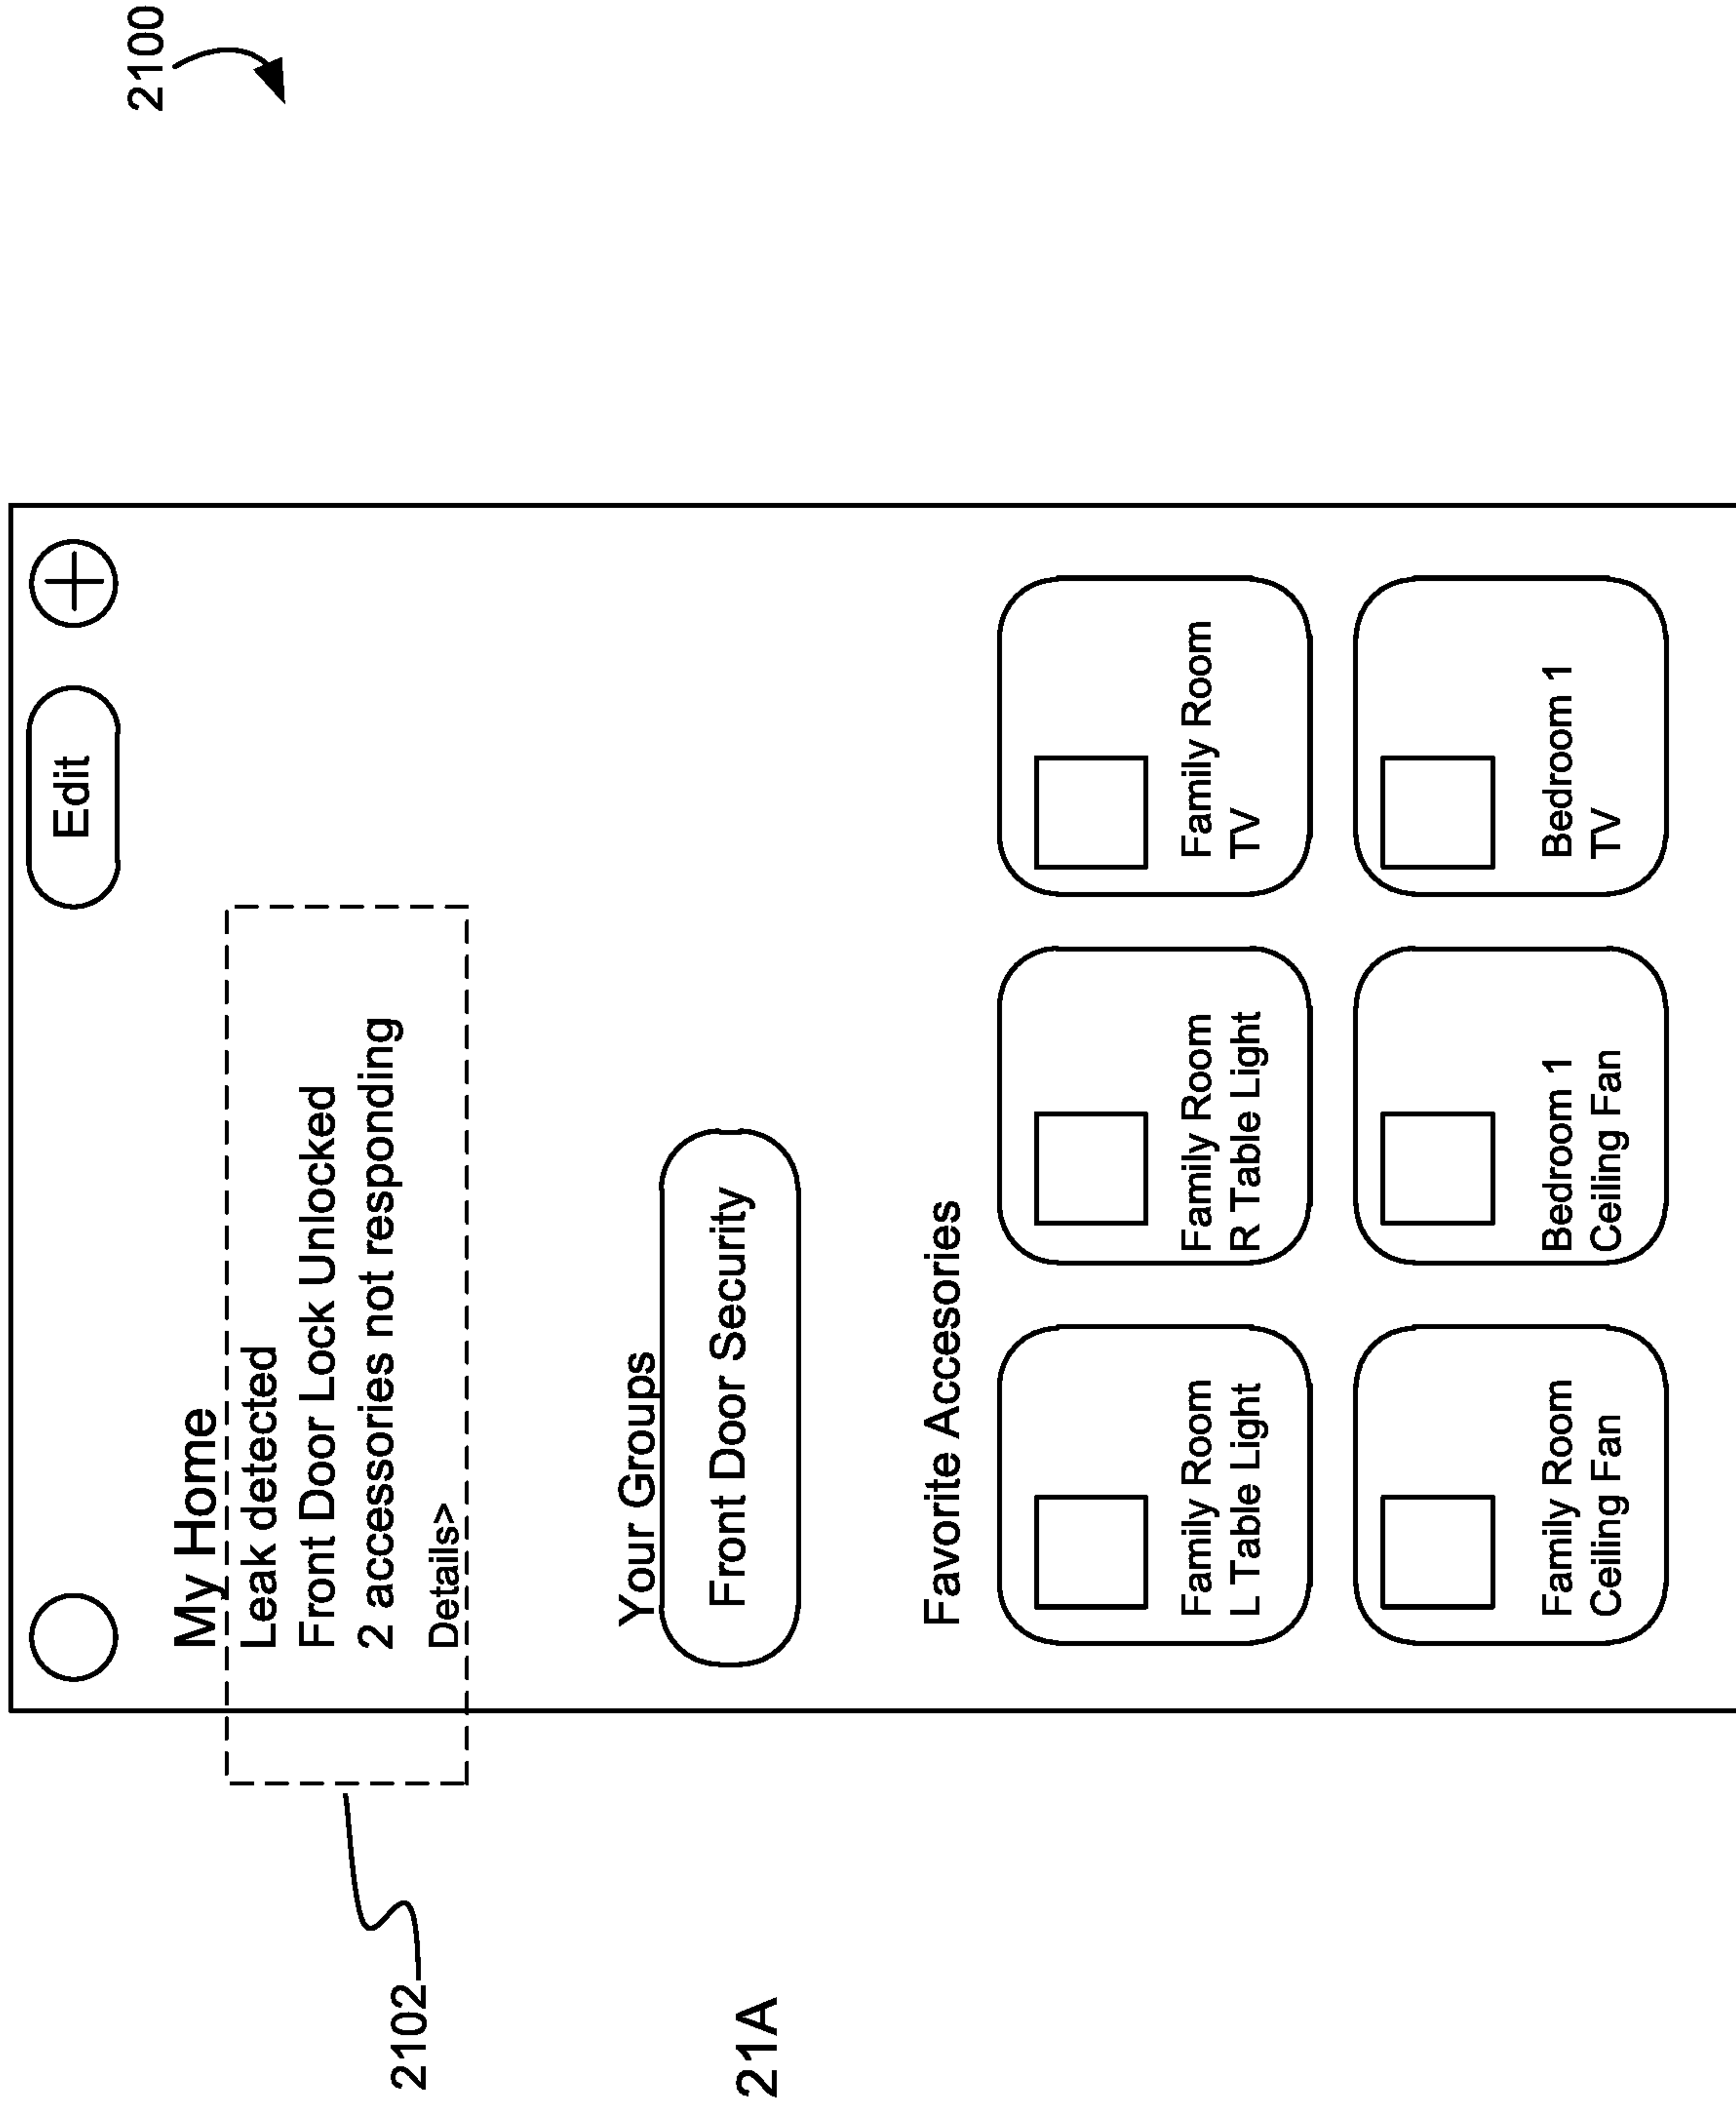 2100
Edit
My Home
Leak detected
Front Door Lock Unlocked
2 accessories not responding
Details>
2102
Your Groups
Front Door Security
21A
Favorite Accessories
Family Room
L Table Light
Family Room
R Table Light
Family Room
TV
Family Room
Ceiling Fan
Bedroom 1
Ceiling Fan
Bedroom 1
TV